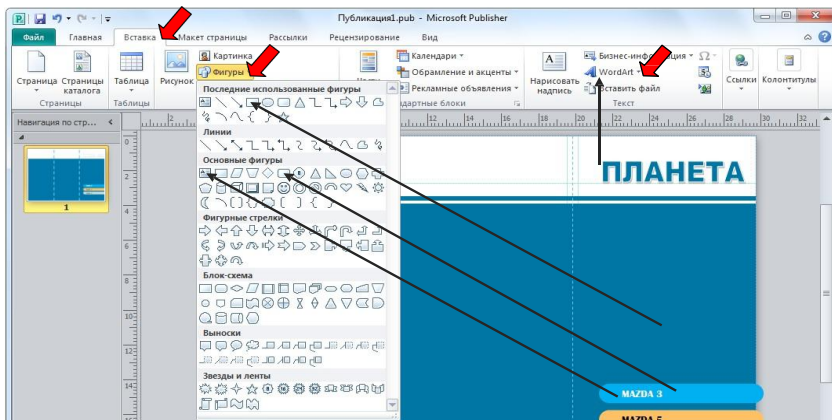 Публикация1.pub - Microsoft Publisher
Файл Главная Вставка Макет страницы Рассылки Рецензирование Вид
Страница Страницы каталога
Таблица
Рисунок
Картинка
Фигуры
Календари
Обрамление и акценты
Рекламные объявления
Нарисовать надпись
WordArt
Вставить файл
Ссылки Колонтитулы
Страницы Таблицы Текст
Навигация по стр...
1
Последние использованные фигуры
Линии
Основные фигуры
Фигурные стрелки
Блок-схема
Выноски
Звезды и ленты
ПЛАНЕТА
MAZDA 3
MAZDA 5